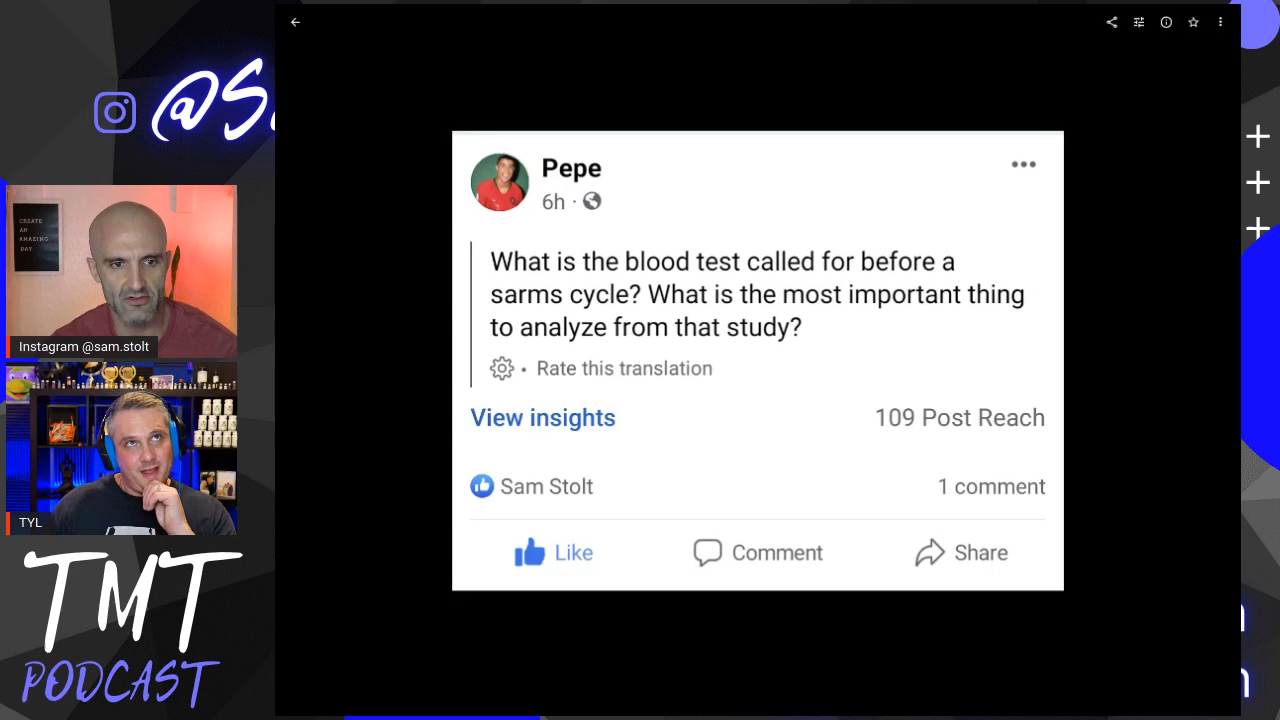 @S
CREATE
AN
AMAZING
DAY
Instagram @sam.stolt
TYL
TMT
PODCAST
Pepe
6h ·
What is the blood test called for before a
sarms cycle? What is the most important thing
to analyze from that study?
• Rate this translation
View insights
109 Post Reach
Sam Stolt
1 comment
Like
Comment
Share